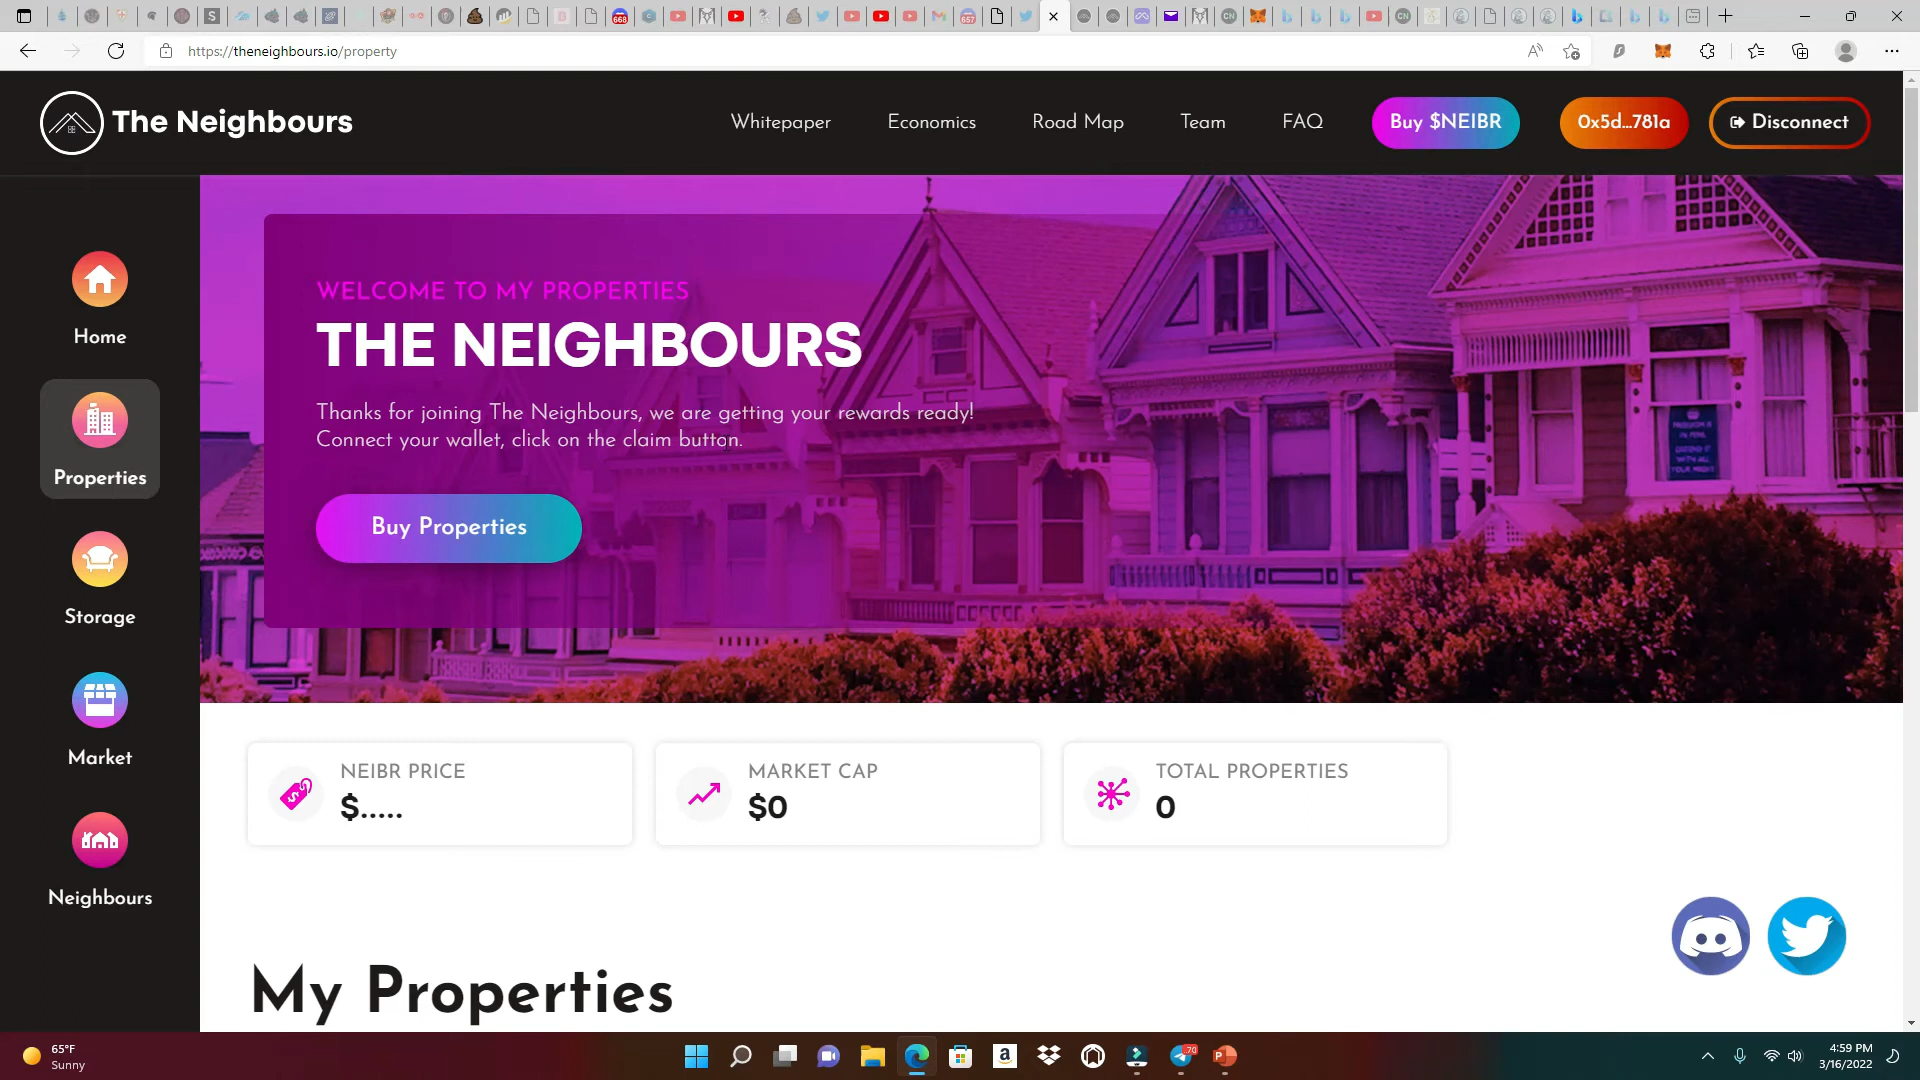 https://theneighbours.io/property
The Neighbours
Whitepaper
Economics
Road Map
Team
FAQ
Buy $NEIBR
0x5d...781a
Disconnect
Home
Properties
Storage
Market
Neighbours
WELCOME TO MY PROPERTIES
THE NEIGHBOURS
Thanks for joining The Neighbours, we are getting your rewards ready!
Connect your wallet, click on the claim button.
Buy Properties
NEIBR PRICE
$.....
MARKET CAP
$0
TOTAL PROPERTIES
0
My Properties
65°F
Sunny
70
4:59 PM
3/16/2022